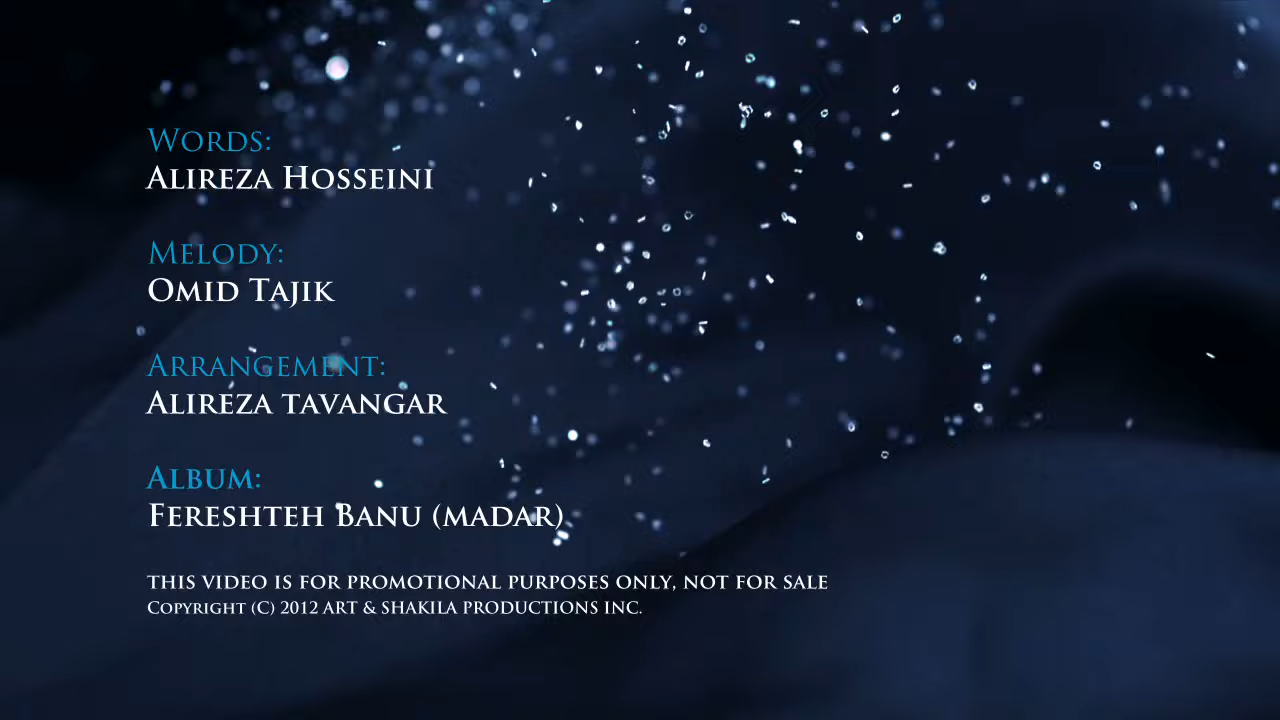 Words:
Alireza Hosseini
Melody:
Omid Tajik
Arrangement:
Alireza tavangar
Album:
Fereshteh Banu (madar)
this video is for promotional purposes only, not for sale
Copyright (C) 2012 ART & SHAKILA PRODUCTIONS INC.